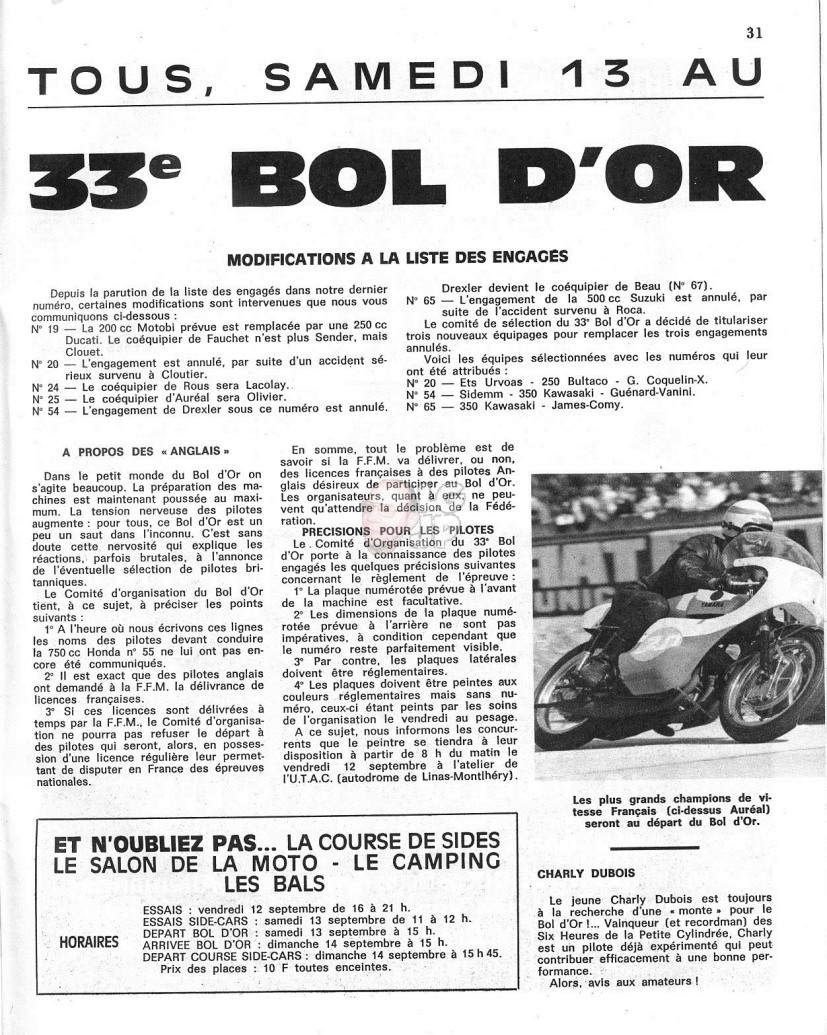 31
TOUS, SAMEDI 13 AU
33e BOL D'OR
MODIFICATIONS A LA LISTE DES ENGAGÉS
Depuis la parution de la liste des engagés dans notre dernier
numéro, certaines modifications sont intervenues que nous vous
communiquons ci-dessous :
N° 19 — La 200 cc Motobi prévue est remplacée par une 250 cc
Ducati. Le coéquipier de Fauchet n'est plus Sender, mais
Clouet.
N° 20 — L'engagement est annulé, par suite d'un accident sé-
rieux survenu à Cloutier.
N° 24 — Le coéquipier de Rous sera Lacolay.
N° 25 — Le coéquipier d'Auréal sera Olivier.
N° 54 — L'engagement de Drexler sous ce numéro est annulé.
Drexler devient le coéquipier de Beau (N° 67).
N° 65 — L'engagement de la 500 cc Suzuki est annulé, par
suite de l'accident survenu à Roca.
Le comité de sélection du 33e Bol d'Or a décidé de titulariser
trois nouveaux équipages pour remplacer les trois engagements
annulés.
Voici les équipes sélectionnées avec les numéros qui leur
ont été attribués :
N° 20 — Ets Urvoas - 250 Bultaco - G. Coquelin-X.
N° 54 — Sidemm - 350 Kawasaki - Guénard-Vanini.
N° 65 — 350 Kawasaki - James-Comy.
A PROPOS DES « ANGLAIS »
Dans le petit monde du Bol d'Or on
s'agite beaucoup. La préparation des ma-
chines est maintenant poussée au maxi-
mum. La tension nerveuse des pilotes
augmente : pour tous, ce Bol d'Or est un
peu un saut dans l'inconnu. C'est sans
doute cette nervosité qui explique les
réactions, parfois brutales, à l'annonce
de l'éventuelle sélection de pilotes bri-
tanniques.
Le Comité d'organisation du Bol d'Or
tient, à ce sujet, à préciser les points
suivants :
1° A l'heure où nous écrivons ces lignes
les noms des pilotes devant conduire
la 750 cc Honda n° 55 ne lui ont pas en-
core été communiqués.
2° Il est exact que des pilotes anglais
ont demandé à la F.F.M. la délivrance de
licences françaises.
3° Si ces licences sont délivrées à
temps par la F.F.M., le Comité d'organisa-
tion ne pourra pas refuser le départ à
des pilotes qui seront, alors, en posses-
sion d'une licence régulière leur permet-
tant de disputer en France des épreuves
nationales.
En somme, tout le problème est de
savoir si la F.F.M. va délivrer, ou non,
des licences françaises à des pilotes An-
glais désireux de participer au Bol d'Or.
Les organisateurs, quant à eux, ne peu-
vent qu'attendre la décision de la Fédé-
ration.
PRECISIONS POUR LES PILOTES
Le Comité d'Organisation du 33e Bol
d'Or porte à la connaissance des pilotes
engagés les quelques précisions suivantes
concernant le règlement de l'épreuve :
1° La plaque numérotée prévue à l'avant
de la machine est facultative.
2° Les dimensions de la plaque numé-
rotée prévue à l'arrière ne sont pas
impératives, à condition cependant que
le numéro reste parfaitement visible.
3° Par contre, les plaques latérales
doivent être réglementaires.
4° Les plaques doivent être peintes aux
couleurs réglementaires mais sans nu-
méro, ceux-ci étant peints par les soins
de l'organisation le vendredi au pesage.
A ce sujet, nous informons les concur-
rents que le peintre se tiendra à leur
disposition à partir de 8 h du matin le
vendredi 12 septembre à l'atelier de
l'U.T.A.C. (autodrome de Linas-Montlhéry).
YAMAHA
Les plus grands champions de vi-
tesse Français (ci-dessus Auréal)
seront au départ du Bol d'Or.
CHARLY DUBOIS
Le jeune Charly Dubois est toujours
à la recherche d'une « monte » pour le
Bol d'Or !... Vainqueur (et recordman) des
Six Heures de la Petite Cylindrée, Charly
est un pilote déjà expérimenté qui peut
contribuer efficacement à une bonne per-
formance.
Alors, avis aux amateurs !
ET N'OUBLIEZ PAS... LA COURSE DE SIDES
LE SALON DE LA MOTO - LE CAMPING
LES BALS
HORAIRES
ESSAIS : vendredi 12 septembre de 16 à 21 h.
ESSAIS SIDE-CARS : samedi 13 septembre de 11 à 12 h.
DEPART BOL D'OR : samedi 13 septembre à 15 h.
ARRIVEE BOL D'OR : dimanche 14 septembre à 15 h.
DEPART COURSE SIDE-CARS : dimanche 14 septembre à 15 h 45.
Prix des places : 10 F toutes enceintes.